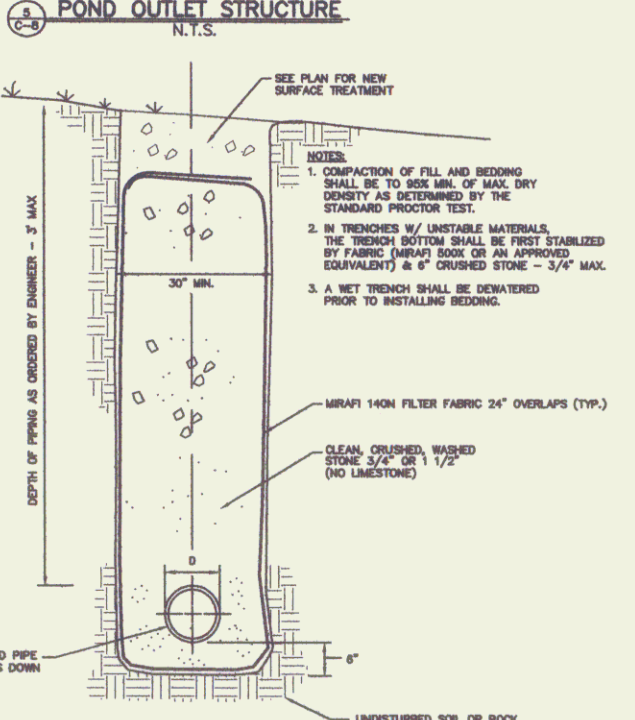 5
C-8
POND OUTLET STRUCTURE
N.T.S.
SEE PLAN FOR NEW
SURFACE TREATMENT
NOTES:
1. COMPACTION OF FILL AND BEDDING
SHALL BE TO 95% MIN. OF MAX. DRY
DENSITY AS DETERMINED BY THE
STANDARD PROCTOR TEST.
2. IN TRENCHES W/ UNSTABLE MATERIALS,
THE TRENCH BOTTOM SHALL BE FIRST STABILIZED
BY FABRIC (MIRAFI 500X OR AN APPROVED
EQUIVALENT) & 6" CRUSHED STONE - 3/4" MAX.
3. A WET TRENCH SHALL BE DEWATERED
PRIOR TO INSTALLING BEDDING.
DEPTH OF PIPING AS ORDERED BY ENGINEER - 3' MAX
30" MIN.
MIRAFI 140N FILTER FABRIC 24" OVERLAPS (TYP.)
CLEAN, CRUSHED, WASHED
STONE 3/4" OR 1 1/2"
(NO LIMESTONE)
D
PIPE
DOWN
6"
UNDISTURBED SOIL OR ROCK